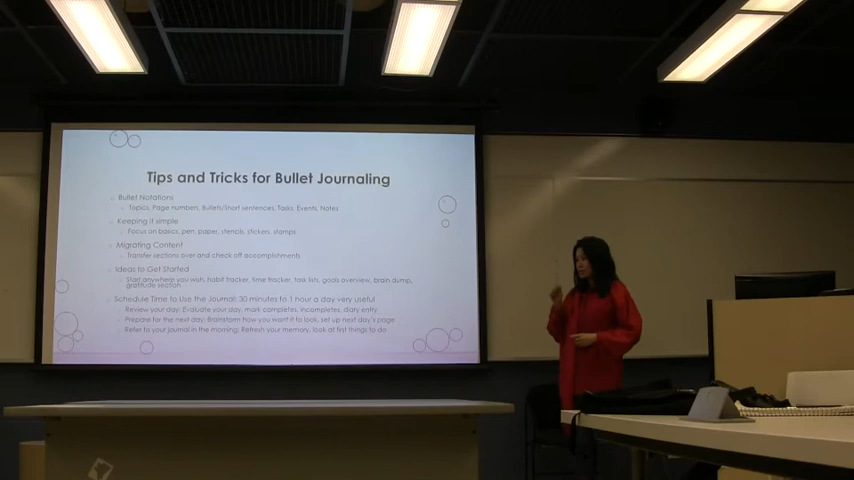 Tips and Tricks for Bullet Journaling
Bullet Notations
Topics, Page numbers, Bullets/Short sentences, Tasks, Events, Notes
Keeping it simple
Focus on basics, pen, paper, stencils, stickers, stamps
Migrating Content
Transfer sections over and check off accomplishments
Ideas to Get Started
Start anywhere you wish, habit tracker, time tracker, task lists, goals overview, brain dump,
gratitude section
Schedule Time to Use the Journal: 30 minutes to 1 hour a day very useful
Review your day: Evaluate your day, mark completes, incompletes, diary entry
Prepare for the next day: Brainstorm how you want it to look, set up next day's page
Refer to your journal in the morning: Refresh your memory, look at first things to do